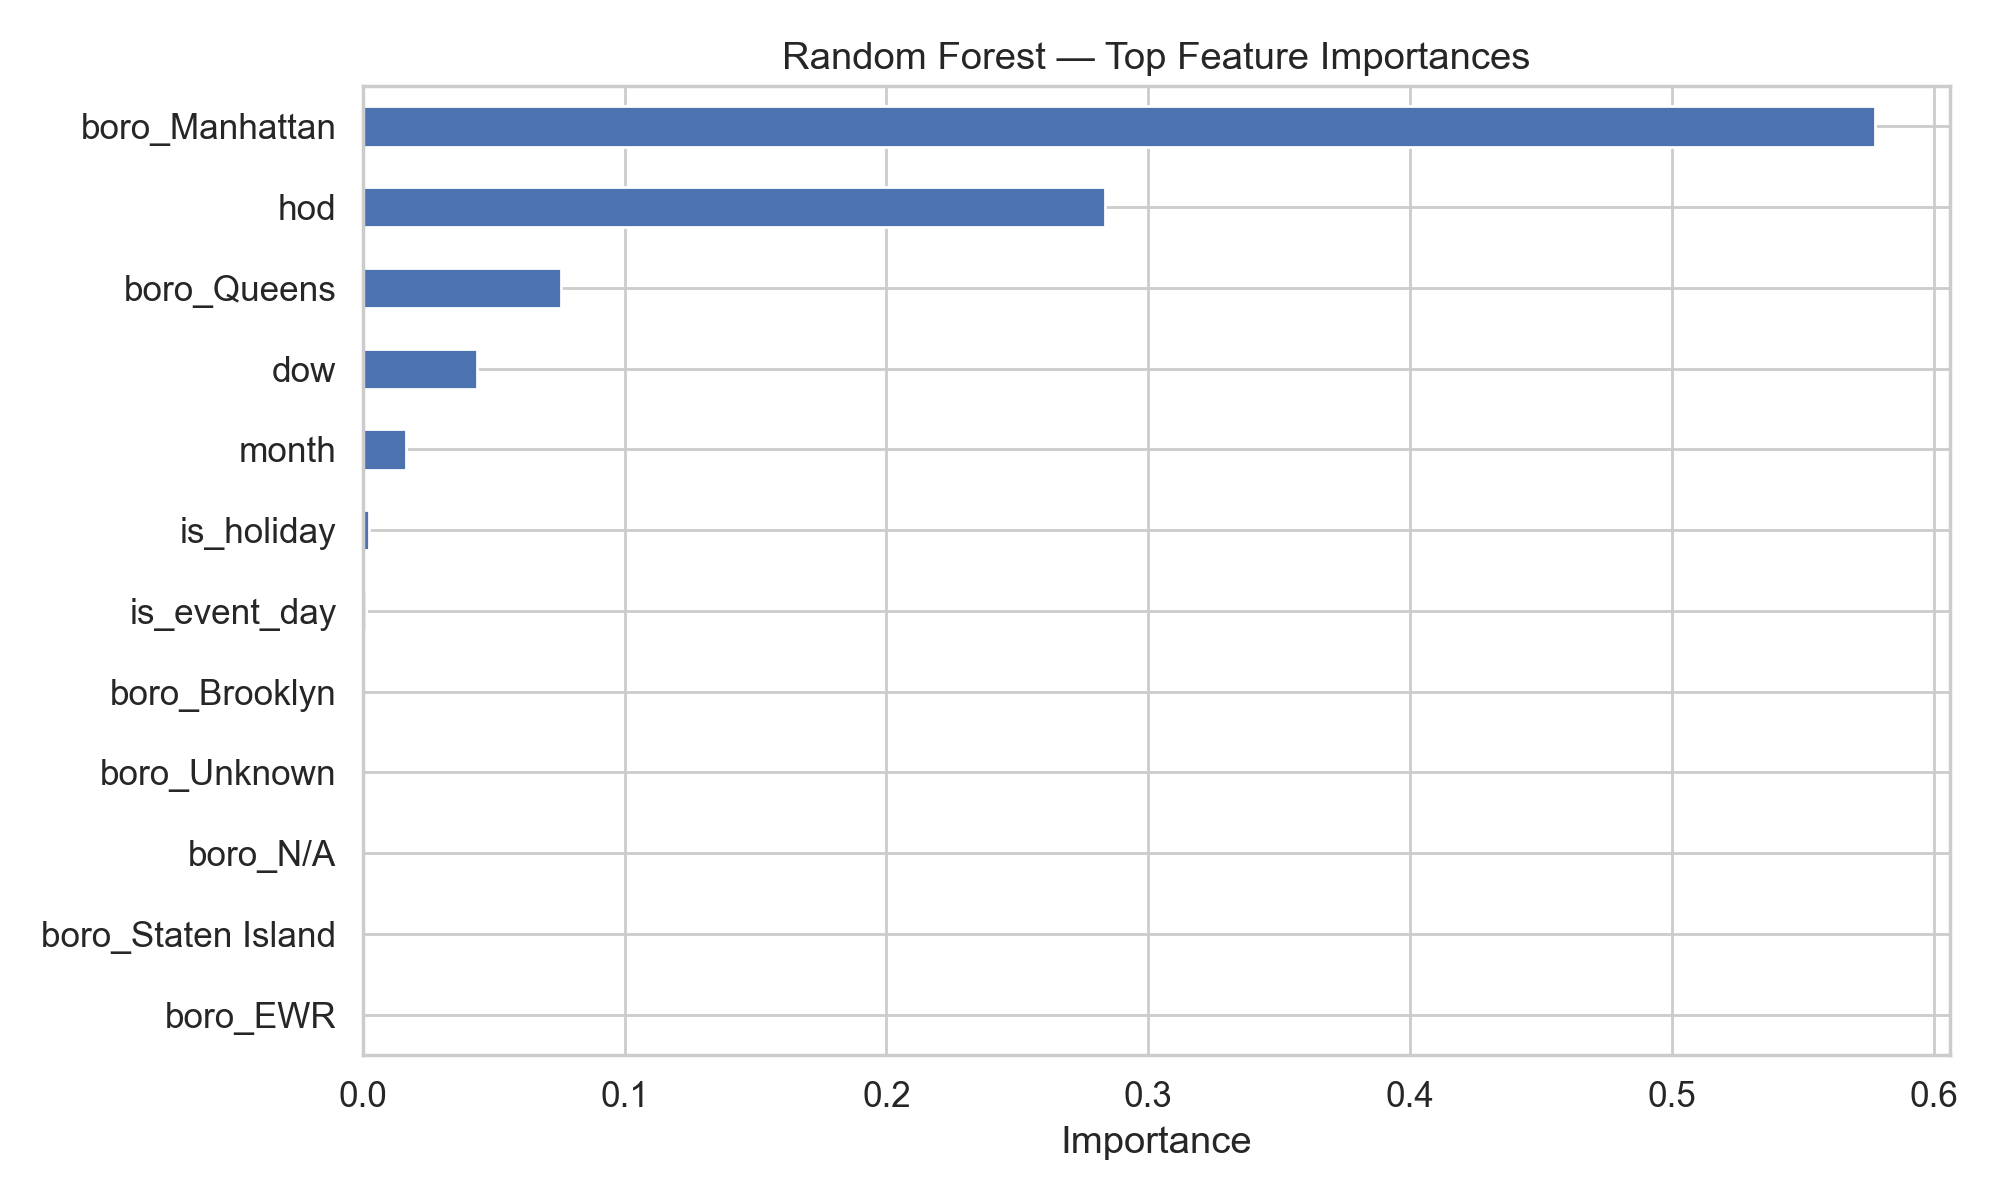 Random Forest — Top Feature Importances
boro_Manhattan
hod
boro_Queens
dow
month
is_holiday
is_event_day
boro_Brooklyn
boro_Unknown
boro_N/A
boro_Staten Island
boro_EWR
0.0 0.1 0.2 0.3 0.4 0.5 0.6
Importance